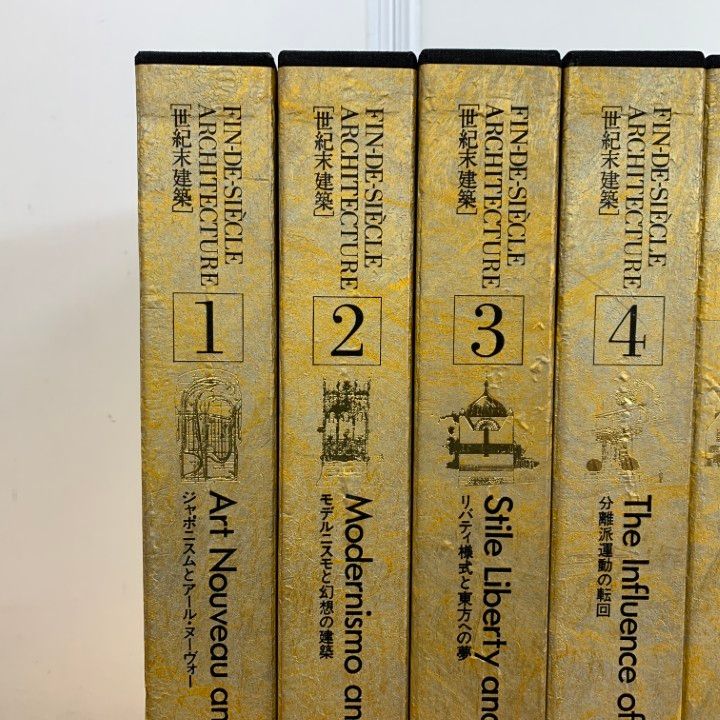 FIN-DE-SIÈCLE
ARCHITECTURE
[世紀末建築]
1
Art Nouveau an
ジャポニスムとアール・ヌーヴォー
FIN-DE-SIÈCLE
ARCHITECTURE
[世紀末建築]
2
Modernismo an
モデルニスモと幻想の建築
FIN-DE-SIÈCLE
ARCHITECTURE
[世紀末建築]
3
Stile Liberty and
リバティ様式と東方への夢
FIN-DE-SIÈCLE
ARCHITECTURE
[世紀末建築]
4
The Influence of
分離派運動の転回